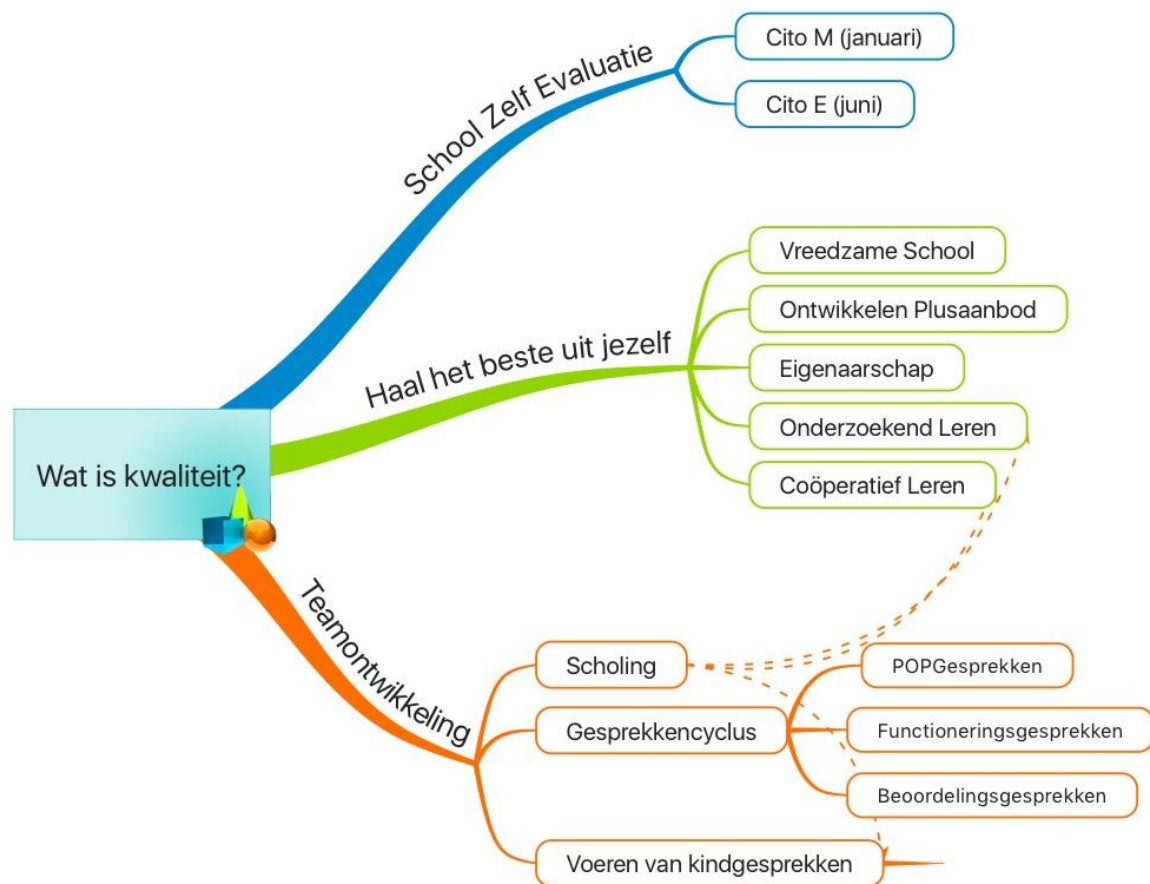 Wat is kwaliteit?
School Zelf Evaluatie
Cito M (januari)
Cito E (juni)
Haal het beste uit jezelf
Vreedzame School
Ontwikkelen Plusaanbod
Eigenaarschap
Onderzoekend Leren
Coöperatief Leren
Teamontwikkeling
Scholing
Gesprekkencyclus
POPGesprekken
Functioneringsgesprekken
Beoordelingsgesprekken
Voeren van kindgesprekken